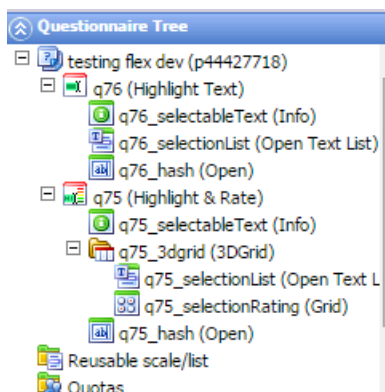 Questionnaire Tree
testing flex dev (p44427718)
q76 (Highlight Text)
q76_selectableText (Info)
q76_selectionList (Open Text List)
q76_hash (Open)
q75 (Highlight & Rate)
q75_selectableText (Info)
q75_3dgrid (3DGrid)
q75_selectionList (Open Text L
q75_selectionRating (Grid)
q75_hash (Open)
Reusable scale/list
Quotas